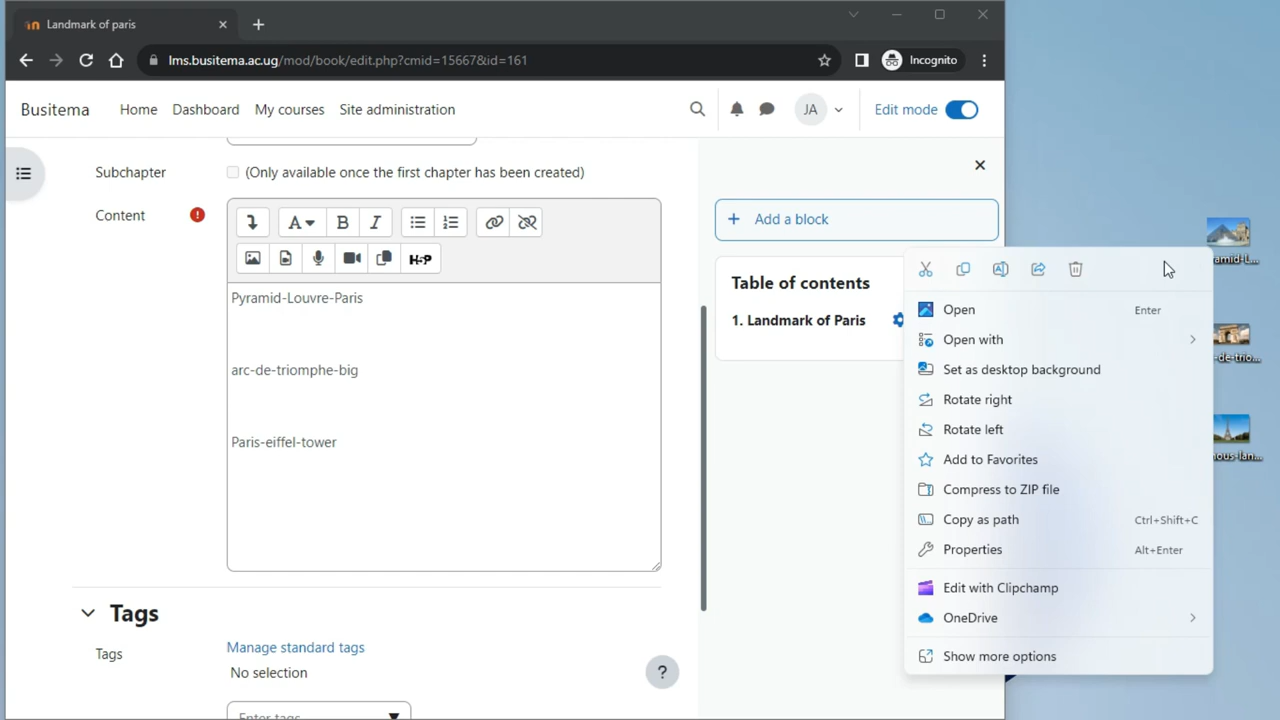 Landmark of paris
lms.busitema.ac.ug/mod/book/edit.php?cmid=15667&id=161
Incognito
Busitema
Home
Dashboard
My courses
Site administration
JA
Edit mode
Subchapter
(Only available once the first chapter has been created)
Content
A
B
I
H5P
Pyramid-Louvre-Paris
arc-de-triomphe-big
Paris-eiffel-tower
Tags
Tags
Manage standard tags
No selection
Enter tags
?
+ Add a block
Table of contents
1. Landmark of Paris
Open Enter
Open with
Set as desktop background
Rotate right
Rotate left
Add to Favorites
Compress to ZIP file
Copy as path Ctrl+Shift+C
Properties Alt+Enter
Edit with Clipchamp
OneDrive
Show more options